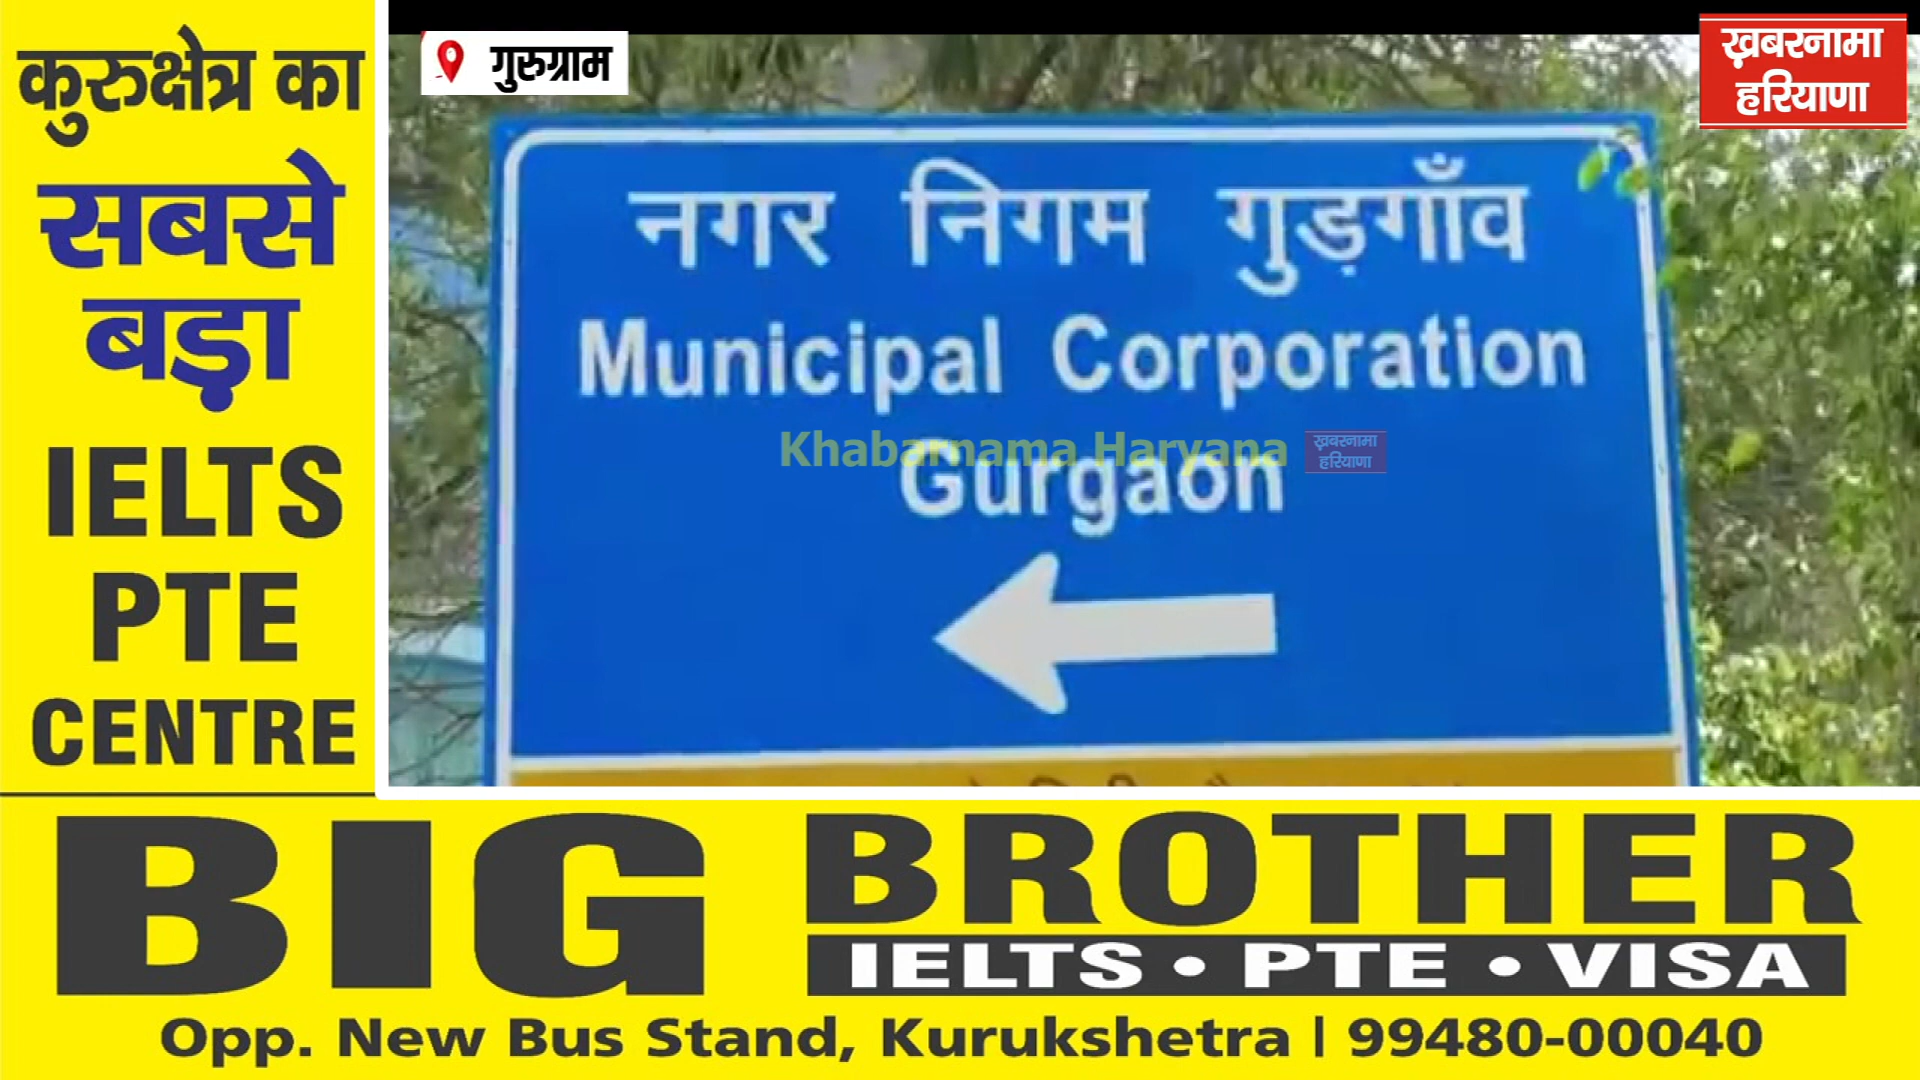 कुरुक्षेत्र का
सबसे
बड़ा
IELTS
PTE
CENTRE
गुरुग्राम
ख़बरनामा
हरियाणा
नगर निगम गुड़गाँव
Municipal Corporation
Khabarnama Haryana
ख़बरनामा
हरियाणा
Gurgaon
BIG BROTHER
IELTS • PTE • VISA
Opp. New Bus Stand, Kurukshetra | 99480-00040